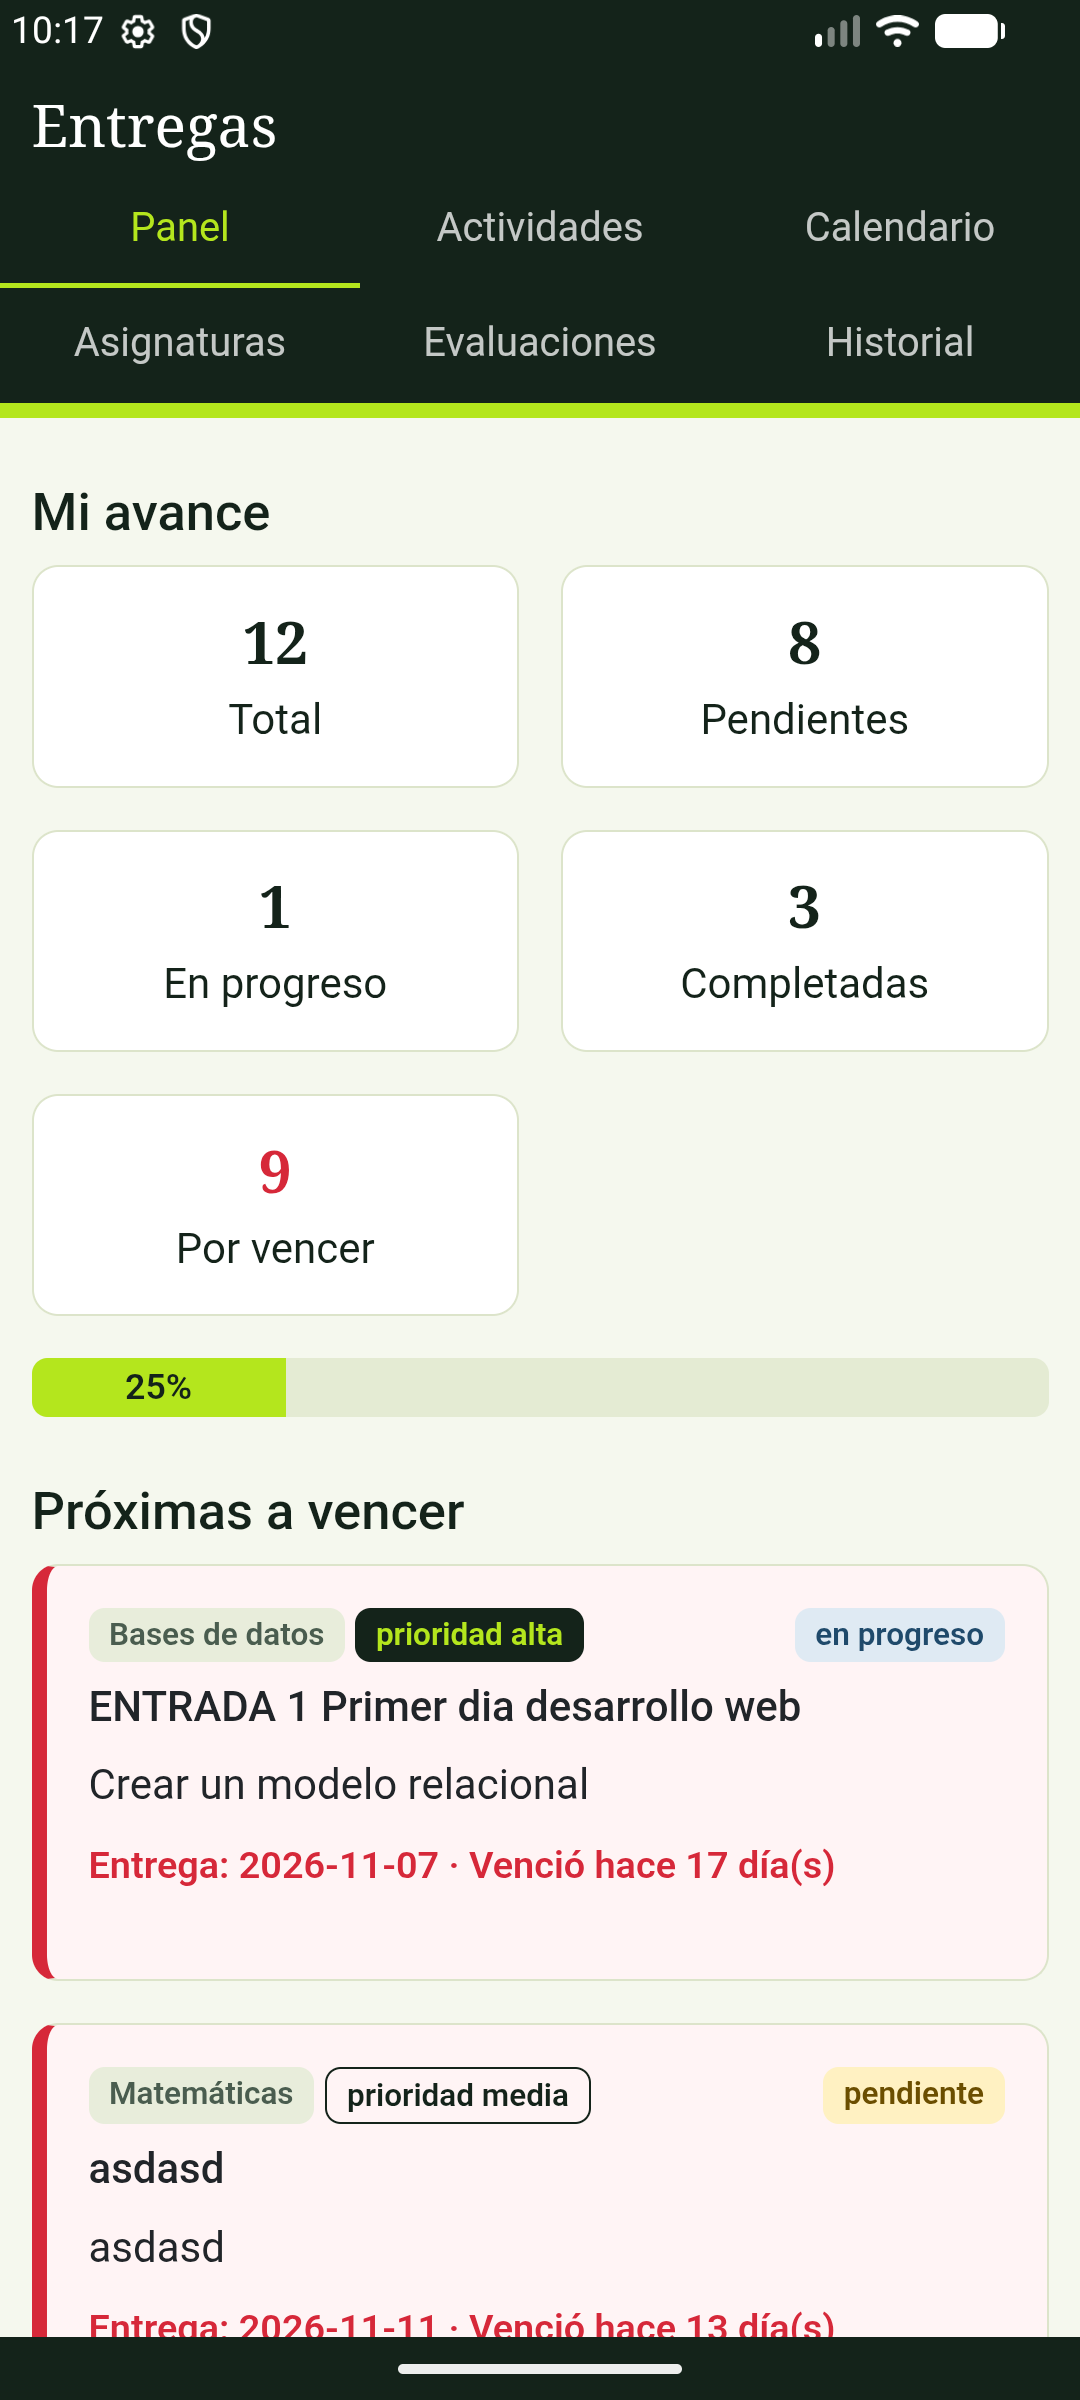 10:17
Entregas
Panel Actividades Calendario
Asignaturas Evaluaciones Historial
Mi avance
12
Total
8
Pendientes
1
En progreso
3
Completadas
9
Por vencer
25%
Próximas a vencer
Bases de datos prioridad alta en progreso
ENTRADA 1 Primer dia desarrollo web
Crear un modelo relacional
Entrega: 2026-11-07 · Venció hace 17 día(s)
Matemáticas prioridad media pendiente
asdasd
asdasd
Entrega: 2026-11-11 · Venció hace 13 día(s)